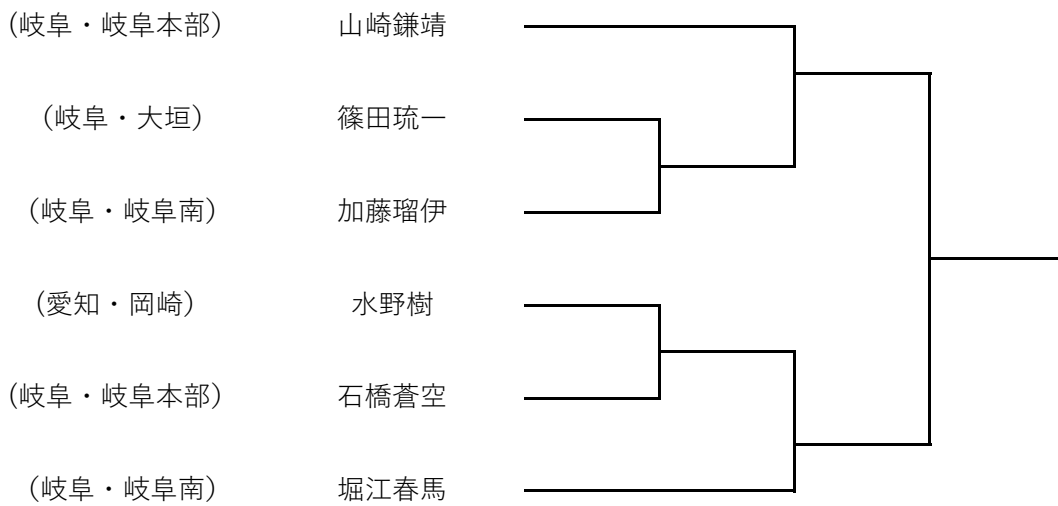 (岐阜・岐阜本部) 山崎鎌靖
(岐阜・大垣) 篠田琉一
(岐阜・岐阜南) 加藤瑠伊
(愛知・岡崎) 水野樹
(岐阜・岐阜本部) 石橋蒼空
(岐阜・岐阜南) 堀江春馬